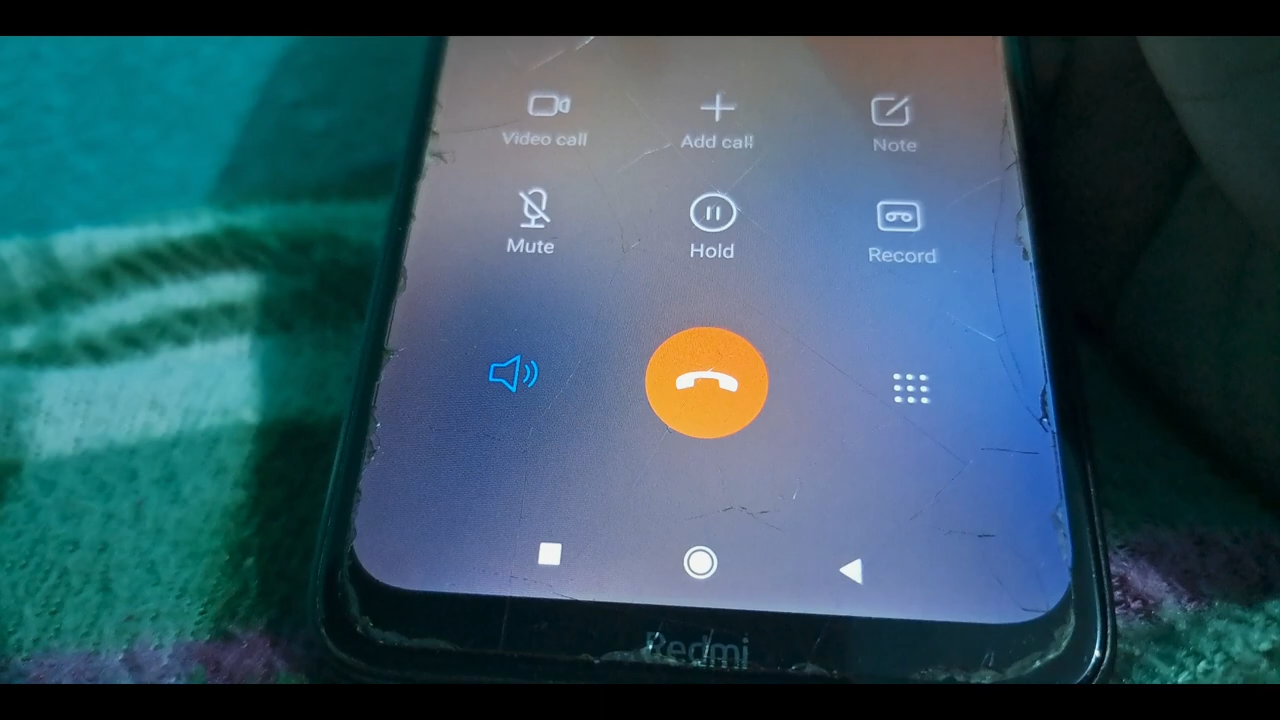 Video call
Add call
Note
Mute
Hold
Record
Redmi